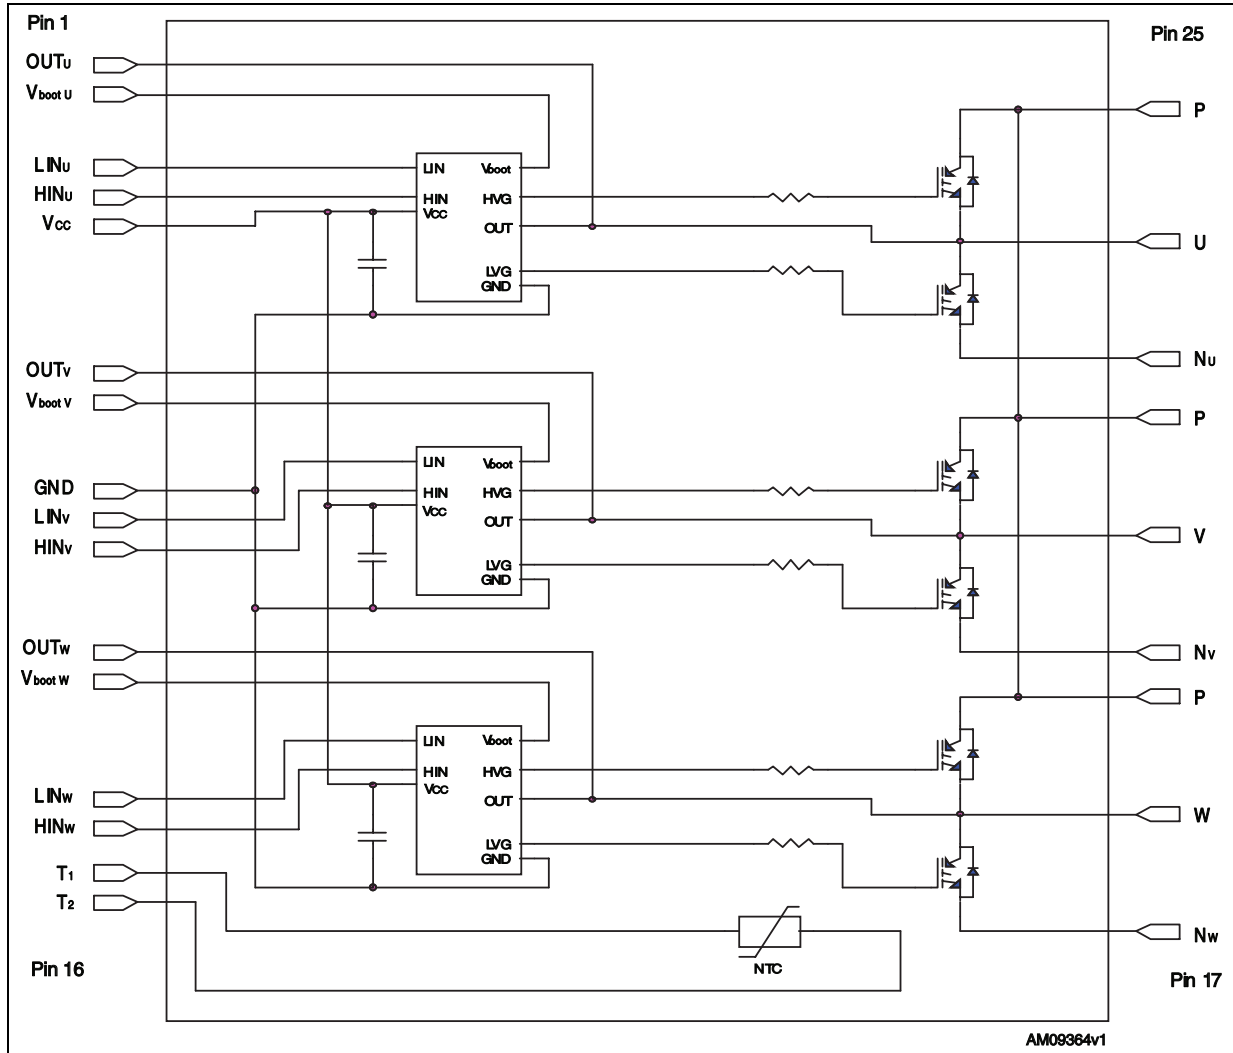 Pin 1
Pin 25
OUTU
Vboot U
P
LINU
HINU
VCC
LIN
HIN
VCC
Vboot
HVG
OUT
LVG
GND
U
NU
OUTV
Vboot V
P
GND
LINV
HINV
LIN
HIN
VCC
Vboot
HVG
OUT
LVG
GND
V
NV
OUTW
Vboot W
P
LINW
HINW
LIN
HIN
VCC
Vboot
HVG
OUT
LVG
GND
W
T1
T2
NTC
NW
Pin 16
Pin 17
AM09364v1